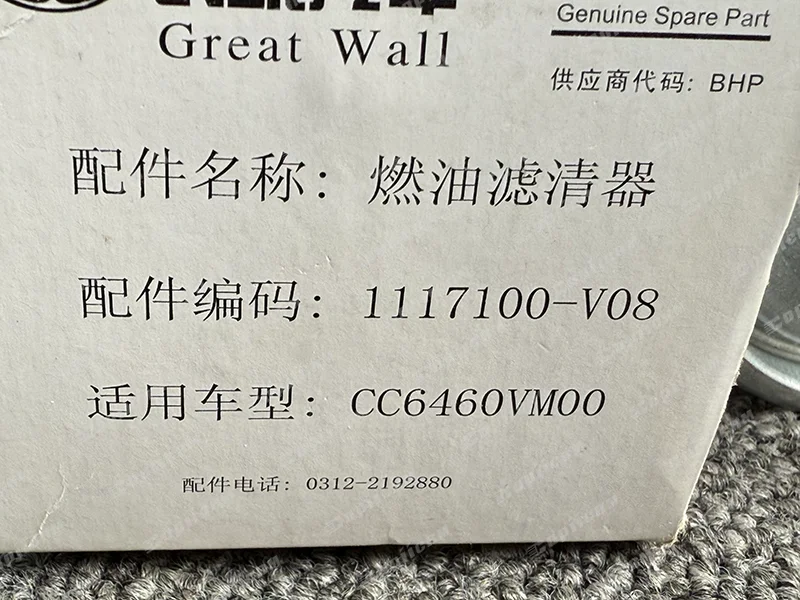 Great Wall
Genuine Spare Part
供应商代码: BHP
配件名称: 燃油滤清器
配件编码: 1117100-V08
适用车型: CC6460VM00
配件电话: 0312-2192880